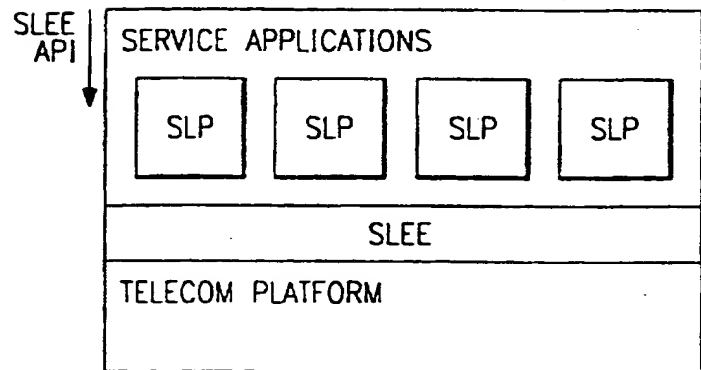 SLEE
API
SERVICE APPLICATIONS
SLP SLP SLP SLP
SLEE
TELECOM PLATFORM